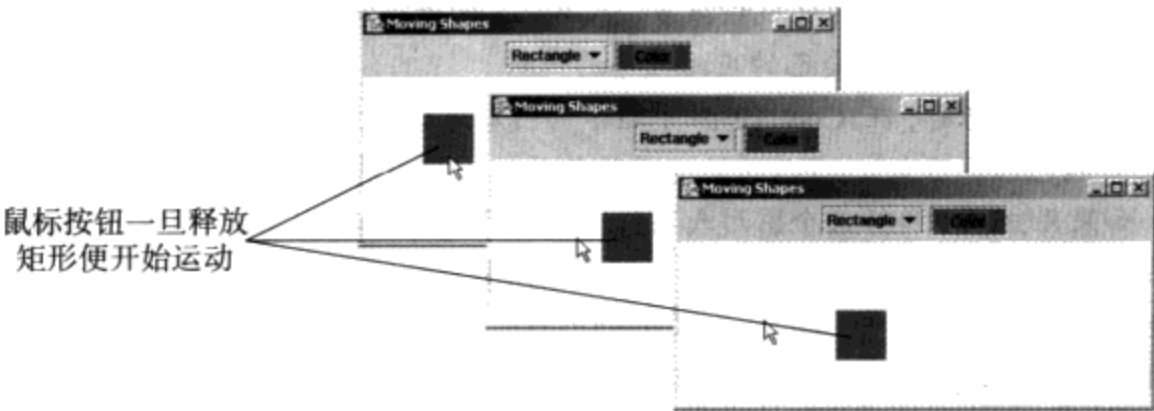 Moving Shapes
Rectangle
Color
Moving Shapes
Rectangle
Color
Moving Shapes
Rectangle
Color
鼠标按钮一旦释放
矩形便开始运动